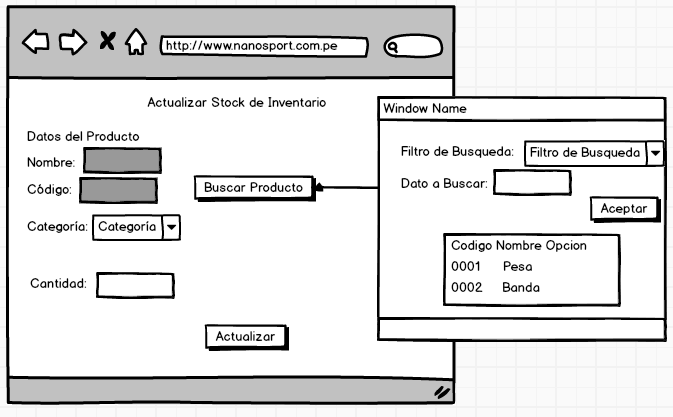 http://www.nanosport.com.pe
Actualizar Stock de Inventario
Datos del Producto
Nombre:
Código:
Buscar Producto
Categoría: Categoría
Cantidad:
Actualizar
Window Name
Filtro de Busqueda: Filtro de Busqueda
Dato a Buscar:
Aceptar
Codigo Nombre Opcion
0001 Pesa
0002 Banda